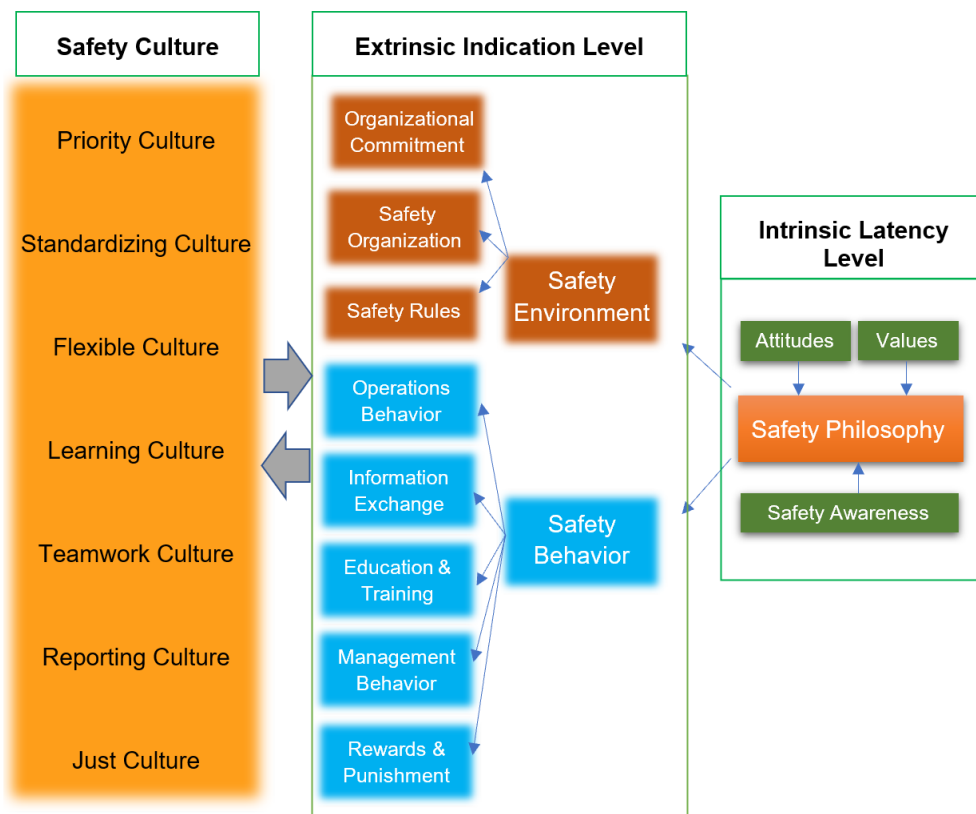 Safety Culture
Priority Culture
Standardizing Culture
Flexible Culture
Learning Culture
Teamwork Culture
Reporting Culture
Just Culture
Extrinsic Indication Level
Organizational
Commitment
Safety
Organization
Safety Rules
Safety
Environment
Operations
Behavior
Information
Exchange
Education &
Training
Management
Behavior
Rewards &
Punishment
Safety
Behavior
Intrinsic Latency
Level
Attitudes
Values
Safety Philosophy
Safety Awareness